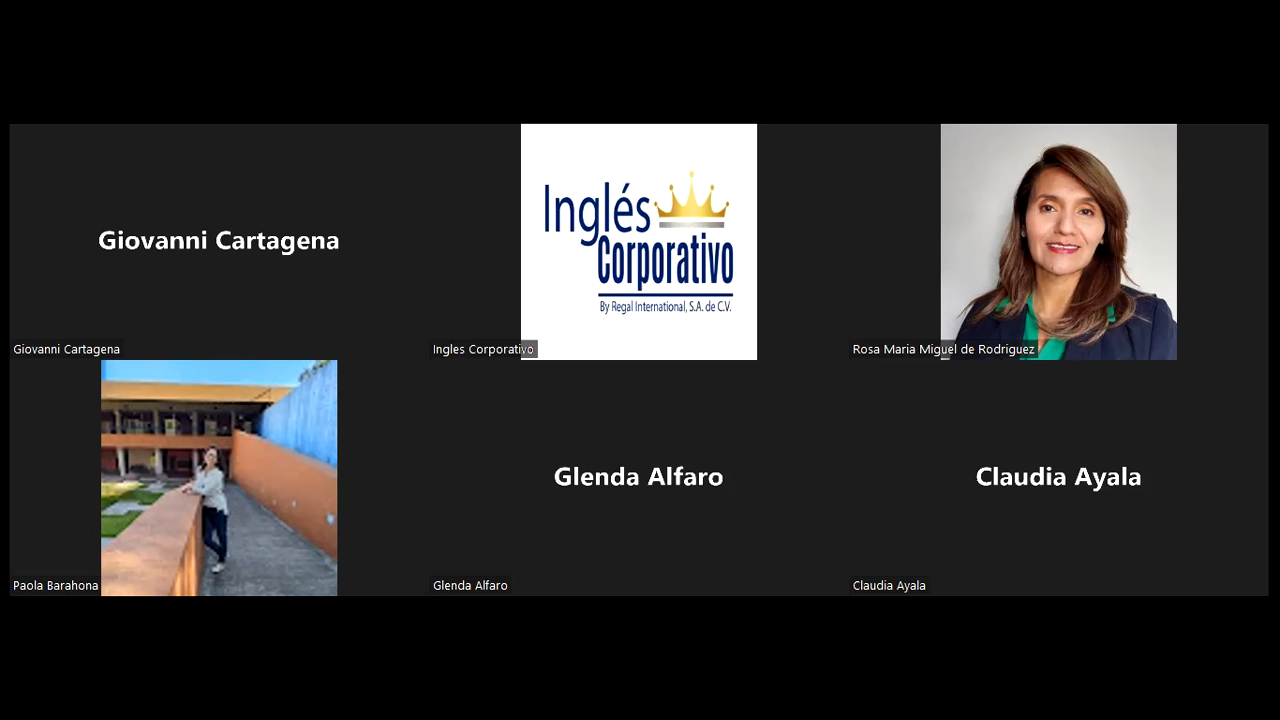 Giovanni Cartagena
Giovanni Cartagena
Inglés
Corporativo
By Regal International, S.A. de C.V.
Ingles Corporativo
Rosa Maria Miguel de Rodriguez
Paola Barahona
Glenda Alfaro
Glenda Alfaro
Claudia Ayala
Claudia Ayala